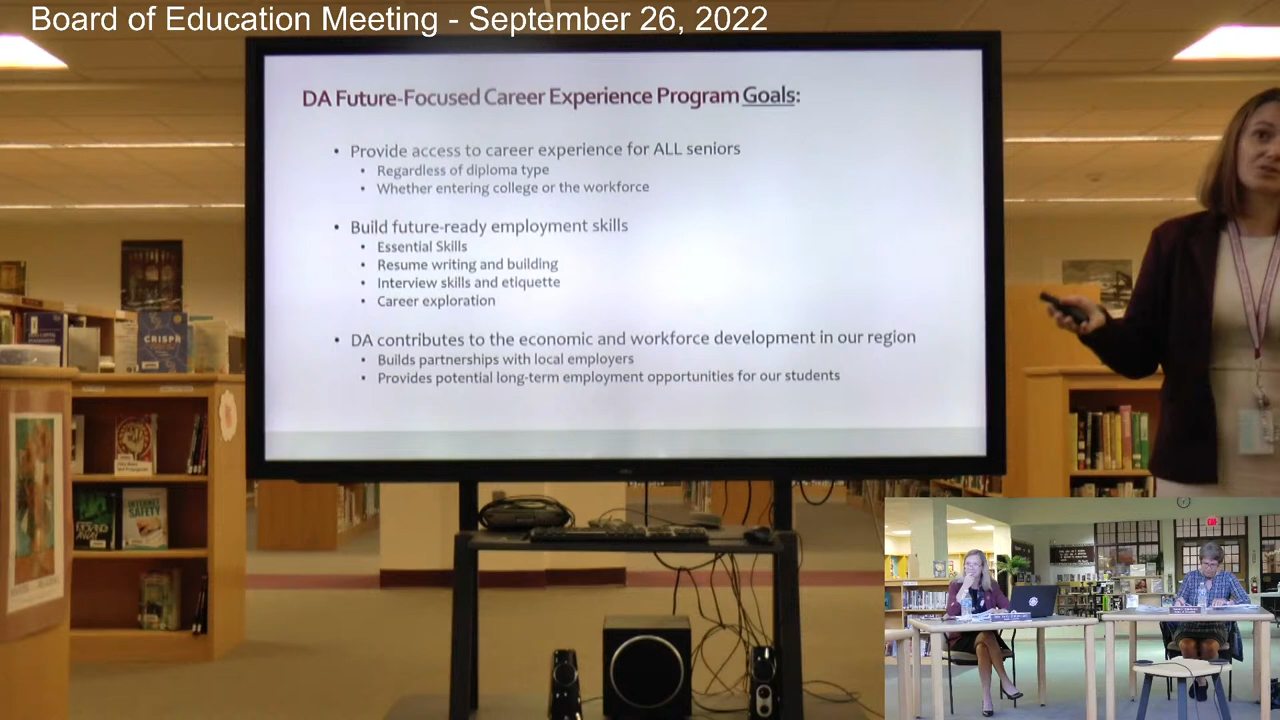 Board of Education Meeting - September 26, 2022
DA Future-Focused Career Experience Program Goals:
• Provide access to career experience for ALL seniors
• Regardless of diploma type
• Whether entering college or the workforce
• Build future-ready employment skills
• Essential Skills
• Resume writing and building
• Interview skills and etiquette
• Career exploration
• DA contributes to the economic and workforce development in our region
• Builds partnerships with local employers
• Provides potential long-term employment opportunities for our students
CRISPR
INTERNET
SAFETY